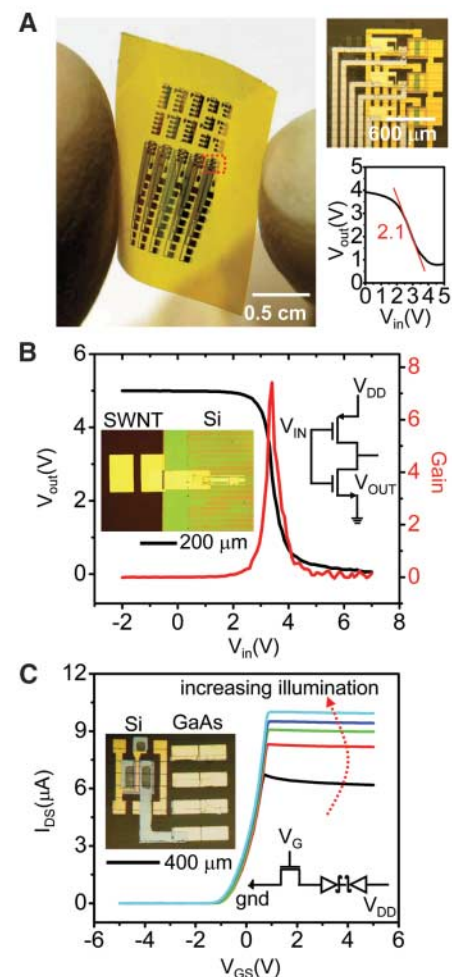 A
0.5 cm
600 μm
V_out(V)
5
4
3
2
1
0
2.1
0 1 2 3 4 5
V_in(V)
B
V_out(V)
6
4
2
0
SWNT Si
200 μm
V_DD
V_IN
V_OUT
Gain
8
6
4
2
0
-2 0 2 4 6 8
V_in(V)
C
I_DS(μA)
12
9
6
3
0
increasing illumination
Si GaAs
400 μm
V_G
gnd
V_DD
-6 -4 -2 0 2 4 6
V_GS(V)